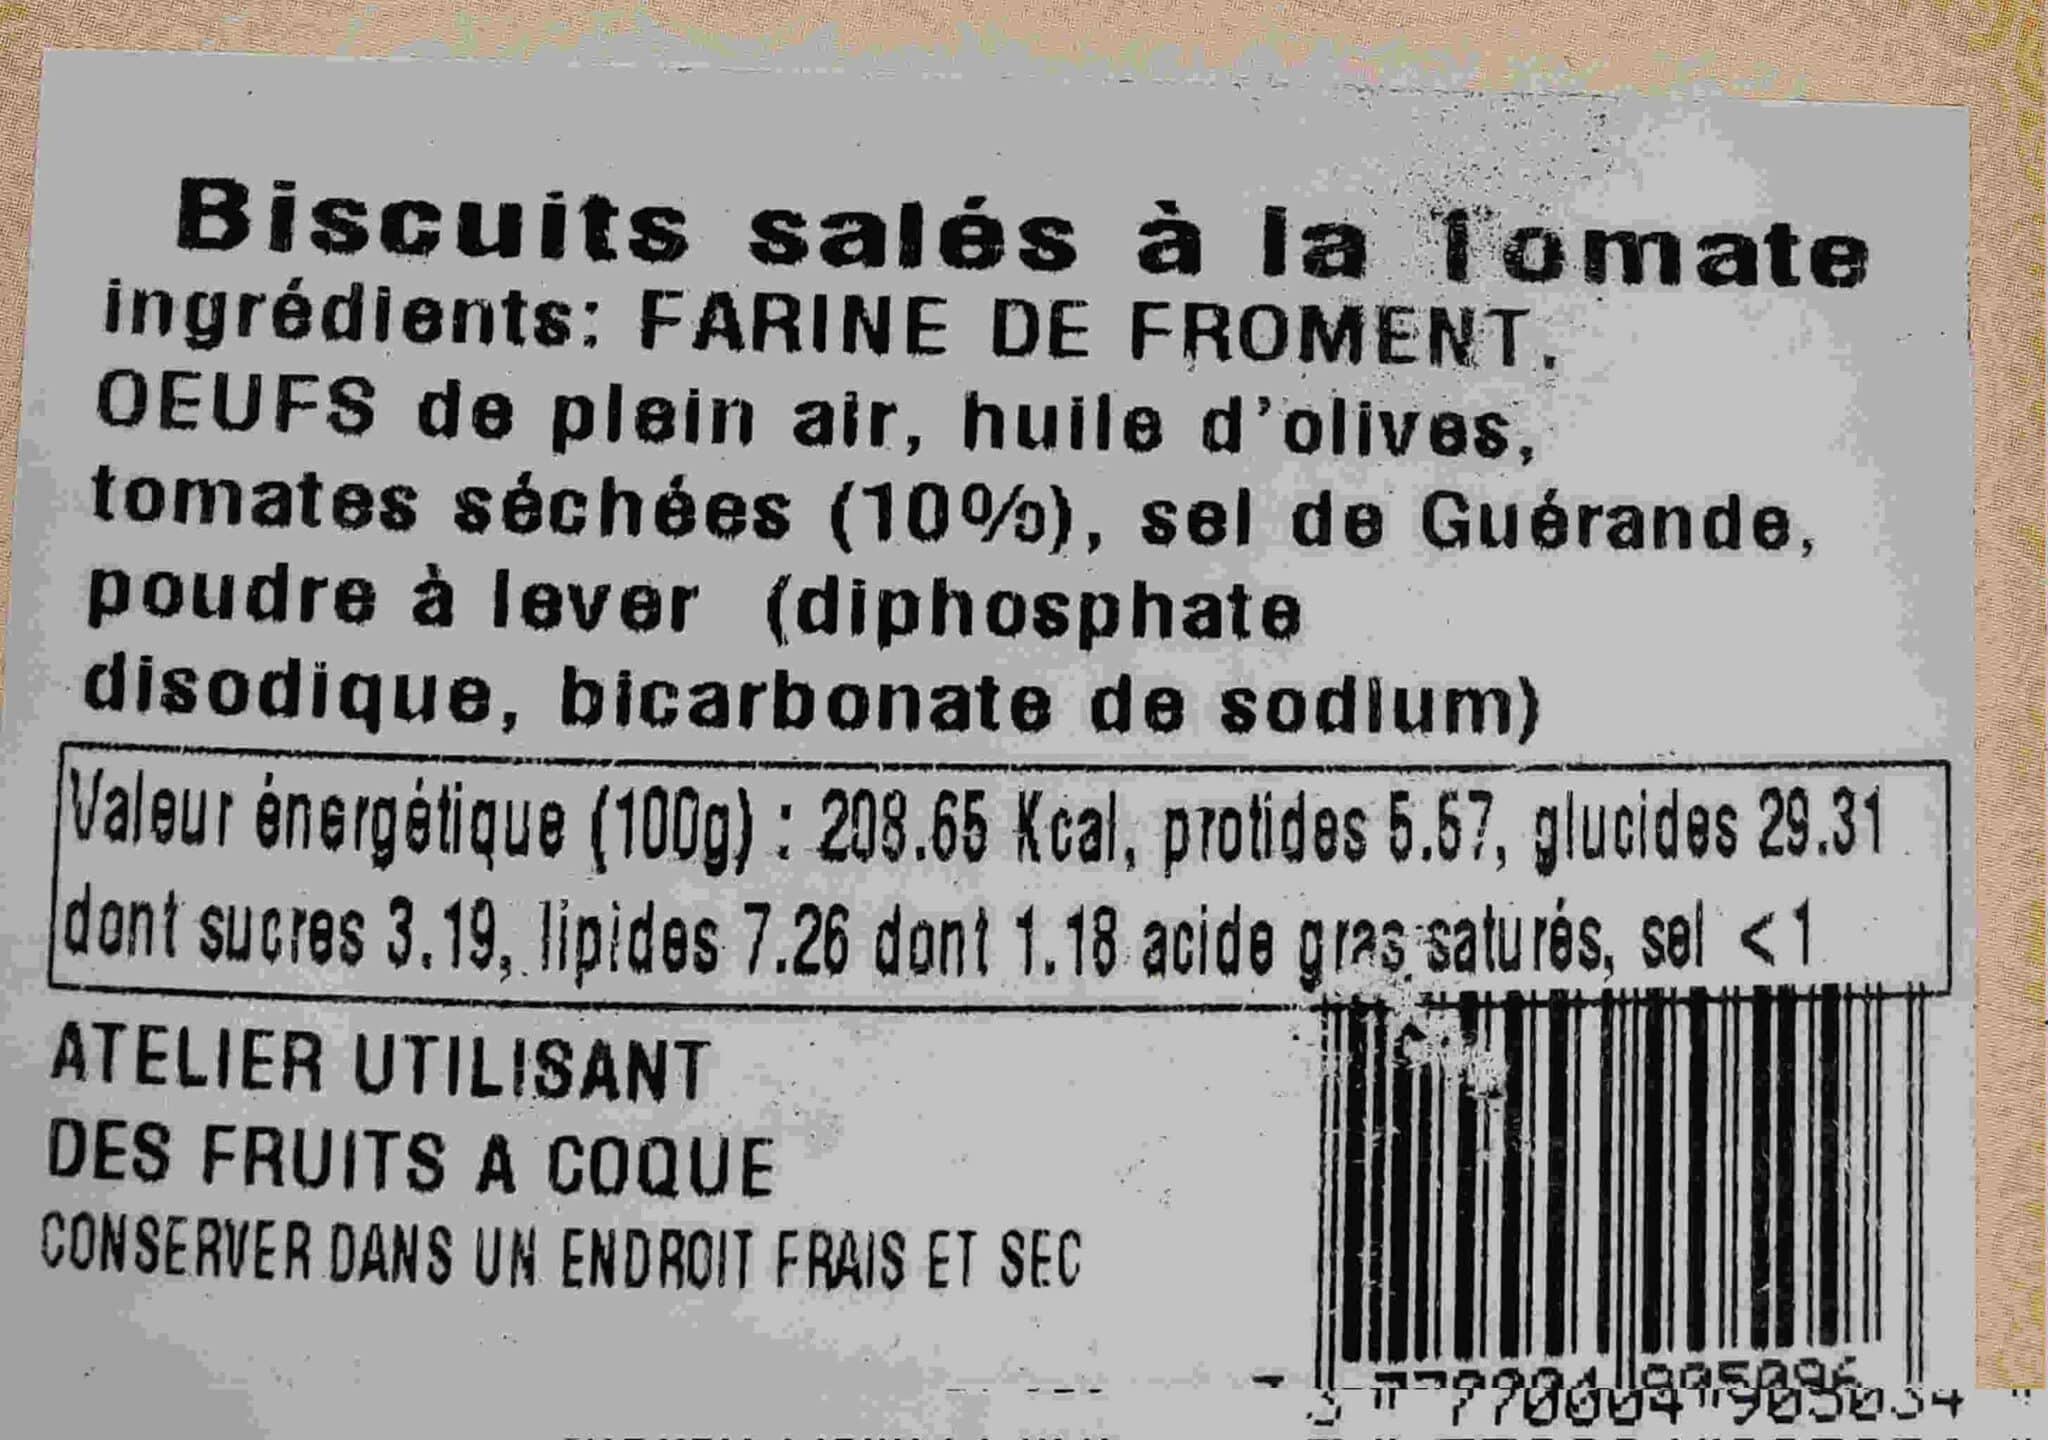 Biscuits salés à la Tomate
ingrédients: FARINE DE FROMENT.
OEUFS de plein air, huile d'olives,
tomates séchées (10%), sel de Guérande,
poudre à lever (diphosphate
disodique, bicarbonate de sodium)
Valeur énergétique (100g) : 208.65 Kcal, protides 5.57, glucides 29.31
dont sucres 3.19, lipides 7.26 dont 1.18 acide gras saturés, sel <1
ATELIER UTILISANT
DES FRUITS A COQUE
CONSERVER DANS UN ENDROIT FRAIS ET SEC